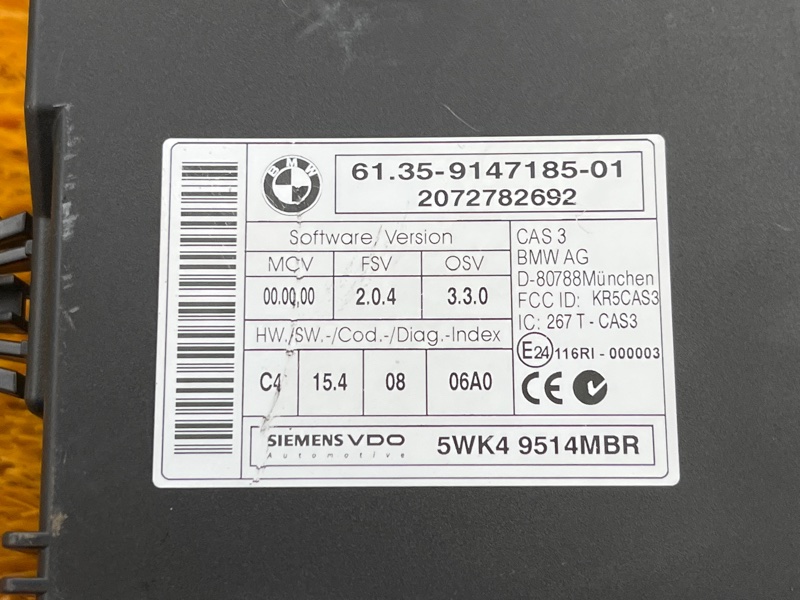 BMW
61.35-9147185-01
2072782692
Software, Version
MCV FSV OSV
00.00,00 2.0.4 3.3.0
HW./SW.-/Cod.-/Diag.-Index
C4 15.4 08 06A0
CAS 3
BMW AG
D-80788München
FCC ID: KR5CAS3
IC: 267 T - CAS3
E24 116RI - 000003
CE
SIEMENS VDO
Automotive
5WK4 9514MBR